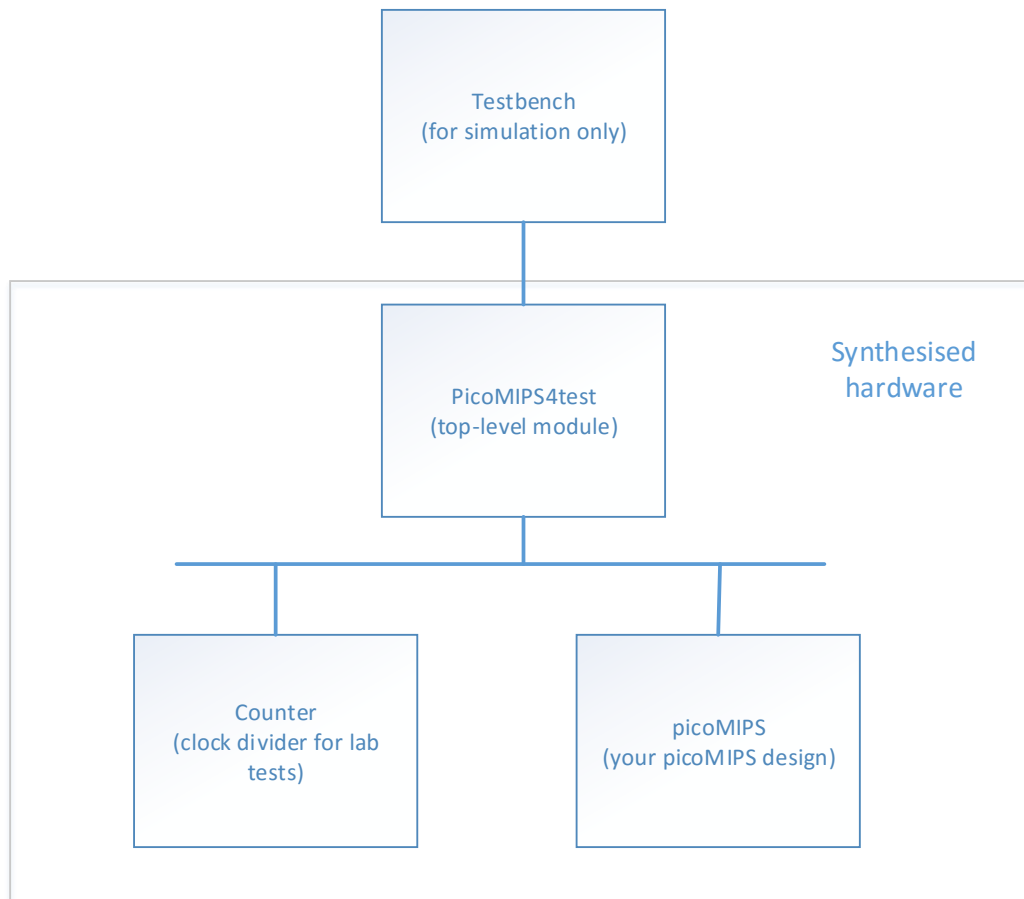 Testbench
(for simulation only)
Synthesised
hardware
PicoMIPS4test
(top-level module)
Counter
(clock divider for lab
tests)
picoMIPS
(your picoMIPS design)